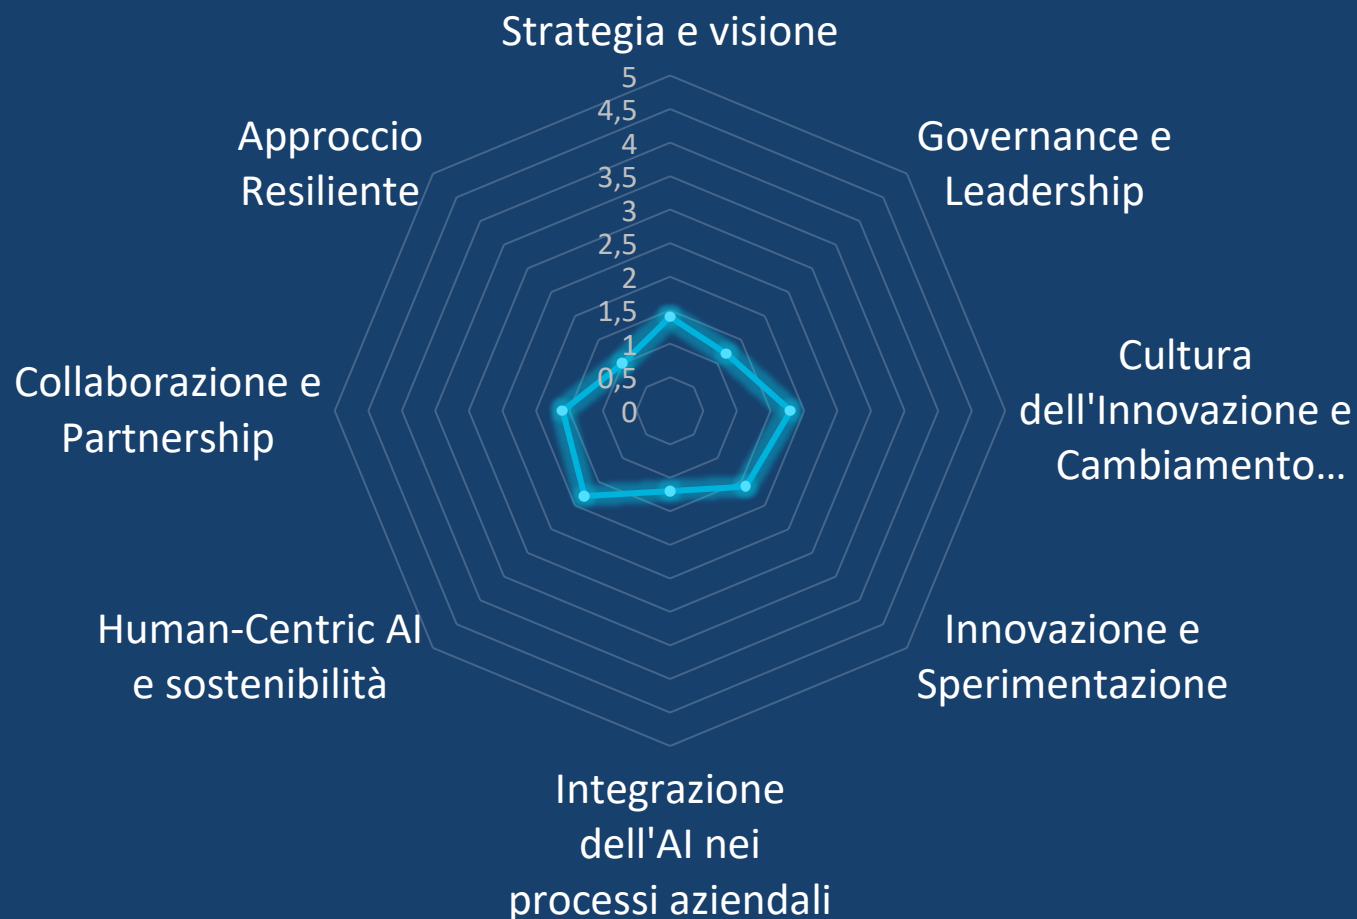 Strategia e visione
5
4,5
4
3,5
3
2,5
2
1,5
1
0,5
0
Governance e
Leadership
Cultura
dell'Innovazione e
Cambiamento...
Innovazione e
Sperimentazione
Integrazione
dell'AI nei
processi aziendali
Human-Centric AI
e sostenibilità
Collaborazione e
Partnership
Approccio
Resiliente